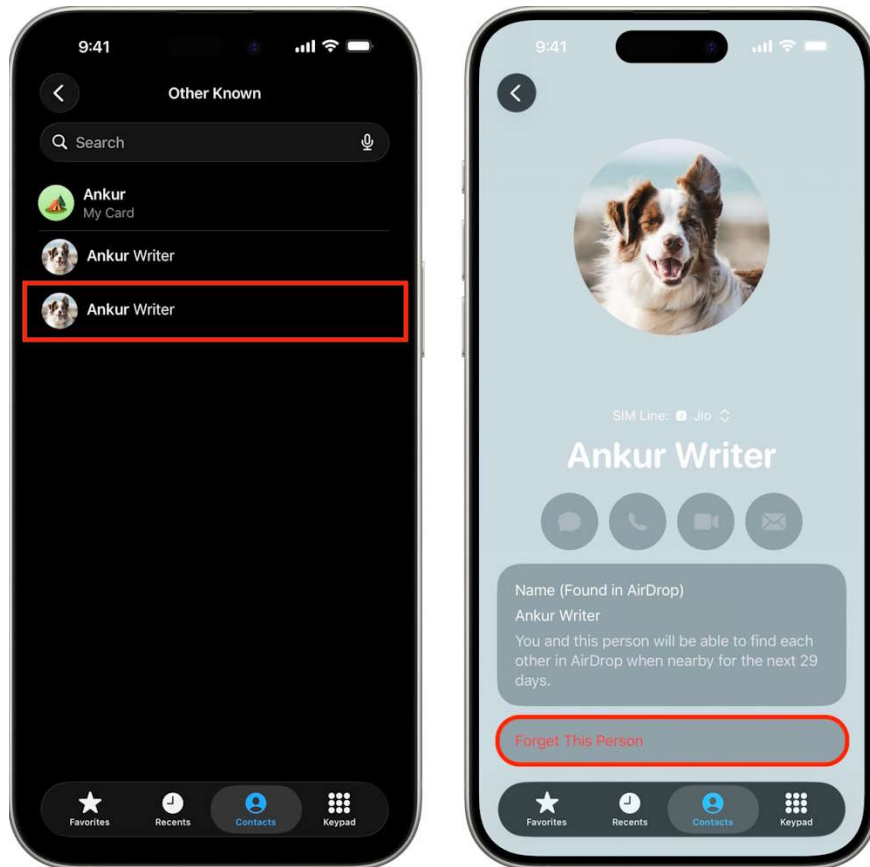 9:41
Other Known
Search
Ankur
My Card
Ankur Writer
Ankur Writer
Favorites
Recents
Contacts
Keypad
9:41
SIM Line: J Jio
Ankur Writer
Name (Found in AirDrop)
Ankur Writer
You and this person will be able to find each
other in AirDrop when nearby for the next 29
days.
Forget This Person
Favorites
Recents
Contacts
Keypad